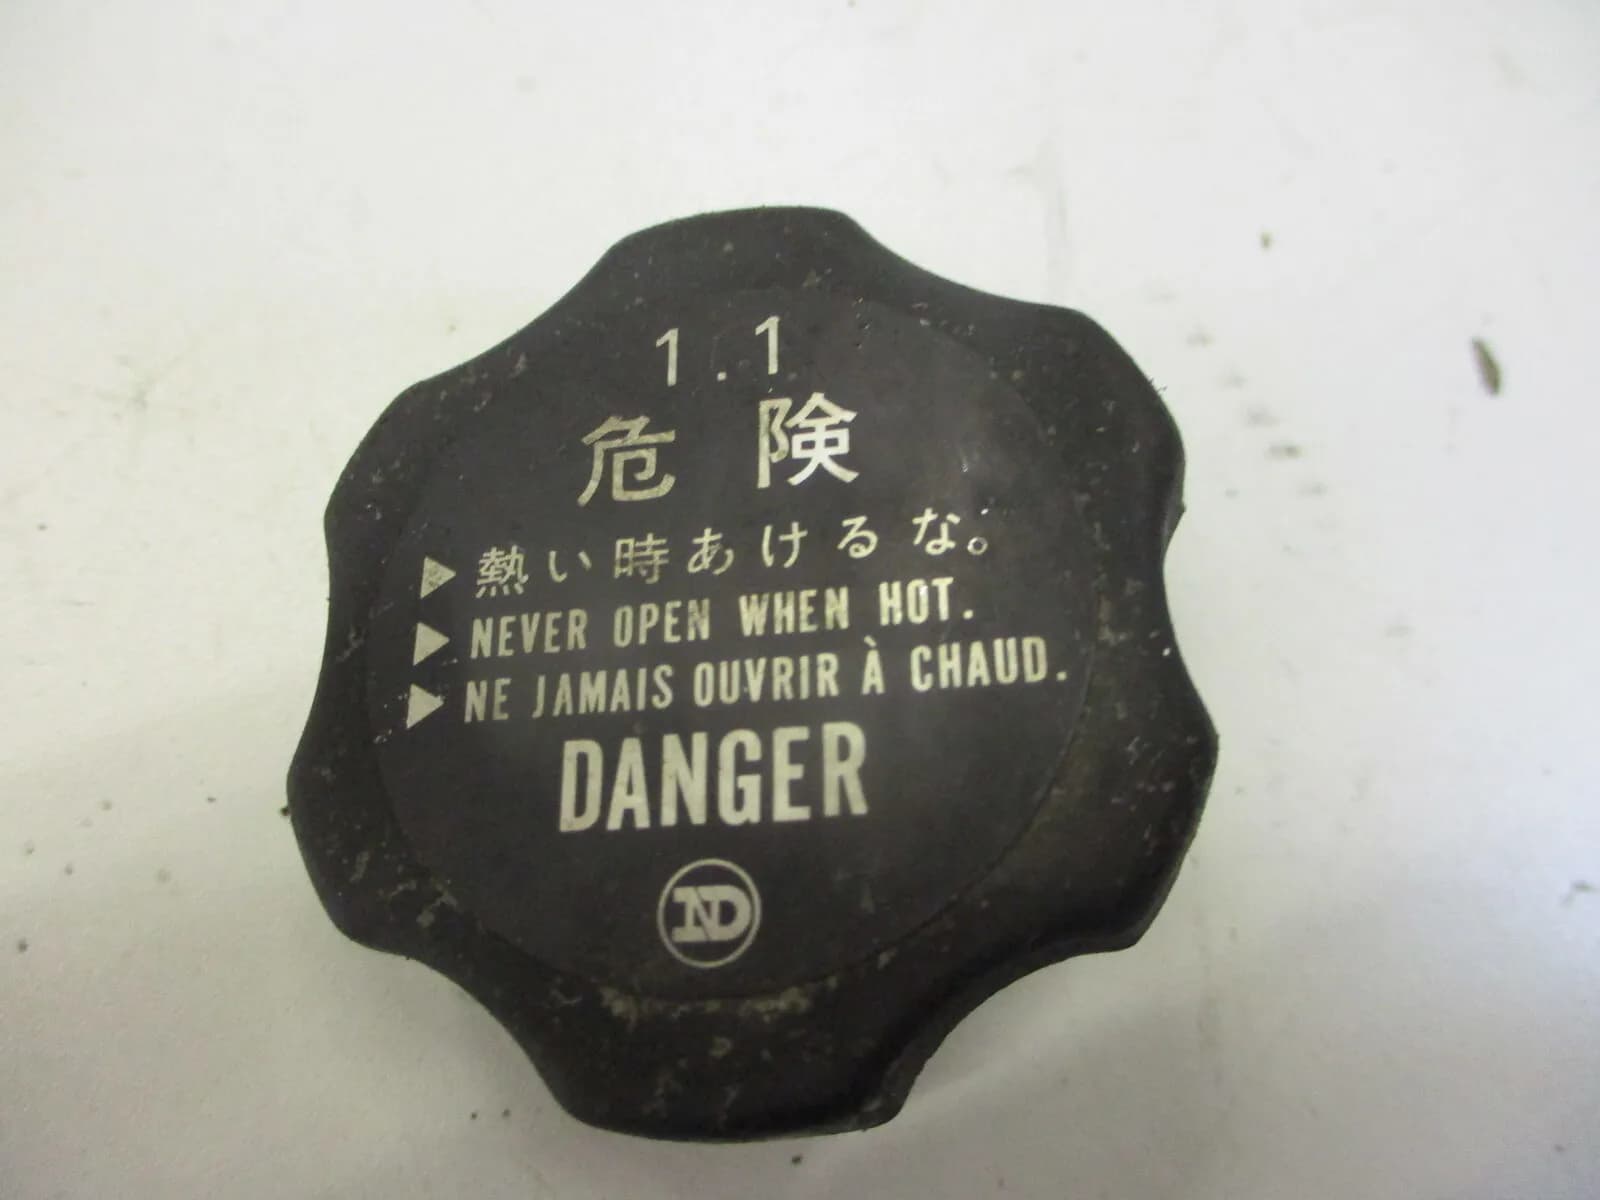 1.1
危険
▶熱い時あけるな。
▶NEVER OPEN WHEN HOT.
▶NE JAMAIS OUVRIR À CHAUD.
DANGER
ND